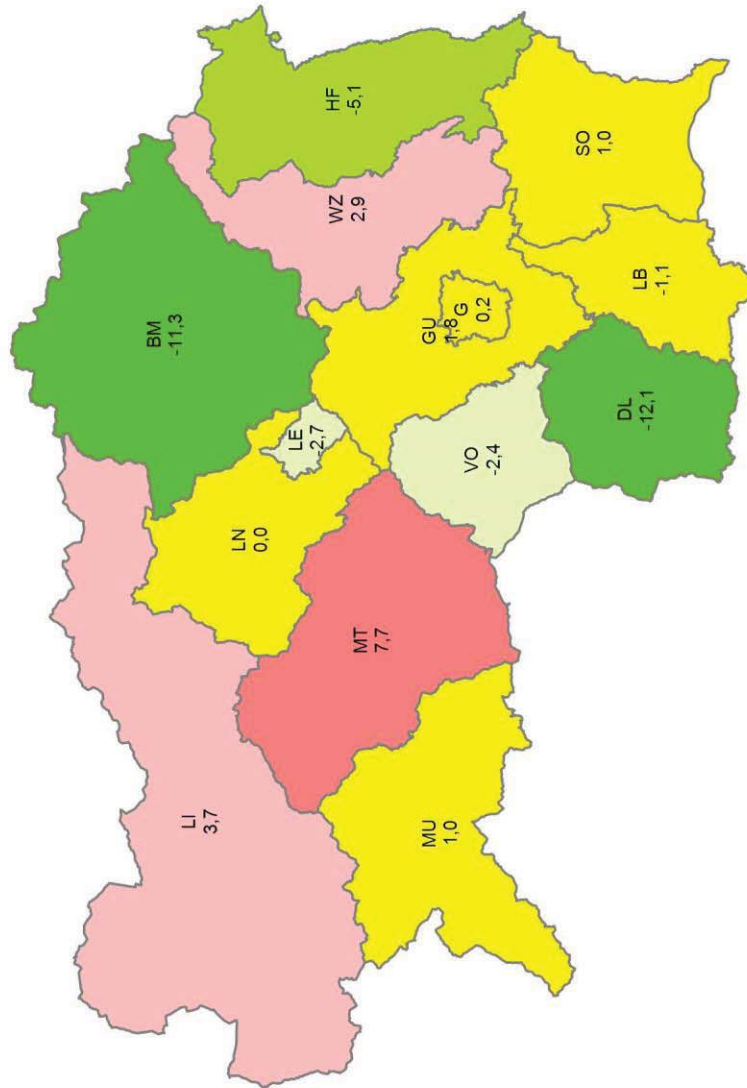 BM
-11,3
LI
3,7
LN
0,0
LE
-2,7
WZ
2,9
HF
-5,1
MT
7,7
MU
1,0
GU
1,8
G
0,2
VO
-2,4
SO
1,0
DL
-12,1
LB
-1,1